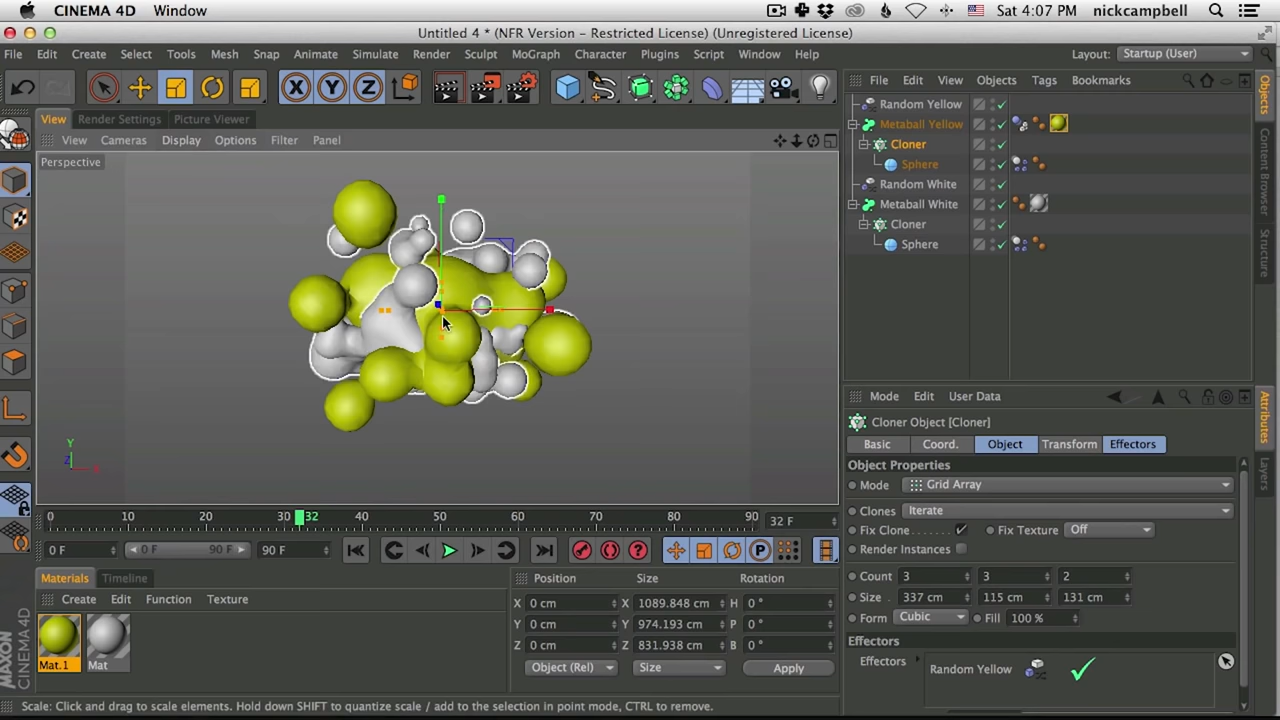 CINEMA 4D Window Sat 4:07 PM nickcampbell
Untitled 4 * (NFR Version - Restricted License) (Unregistered License)
File Edit Create Select Tools Mesh Snap Animate Simulate Render Sculpt MoGraph Character Plugins Script Window Help Layout: Startup (User)
X Y Z
View Render Settings Picture Viewer
File Edit View Objects Tags Bookmarks
View Cameras Display Options Filter Panel
Perspective
Random Yellow
Metaball Yellow
Cloner
Sphere
Random White
Metaball White
Cloner
Sphere
Objects
Content Browser
Structure
Y
Z
Mode Edit User Data
Cloner Object [Cloner]
Basic Coord. Object Transform Effectors
Object Properties
Mode Grid Array
Clones Iterate
Fix Clone Fix Texture Off
Render Instances
Count 3 3 2
Size 337 cm 115 cm 131 cm
Form Cubic Fill 100 %
Effectors
Effectors Random Yellow
Attributes
Layers
0 10 20 30 32 40 50 60 70 80 90 32 F
0 F 0 F 90 F 90 F
P
Materials Timeline
Create Edit Function Texture
Mat.1 Mat
Position Size Rotation
X 0 cm X 1089.848 cm H 0 °
Y 0 cm Y 974.193 cm P 0 °
Z 0 cm Z 831.938 cm B 0 °
Object (Rel) Size Apply
MAXON
CINEMA 4D
Scale: Click and drag to scale elements. Hold down SHIFT to quantize scale / add to the selection in point mode, CTRL to remove.